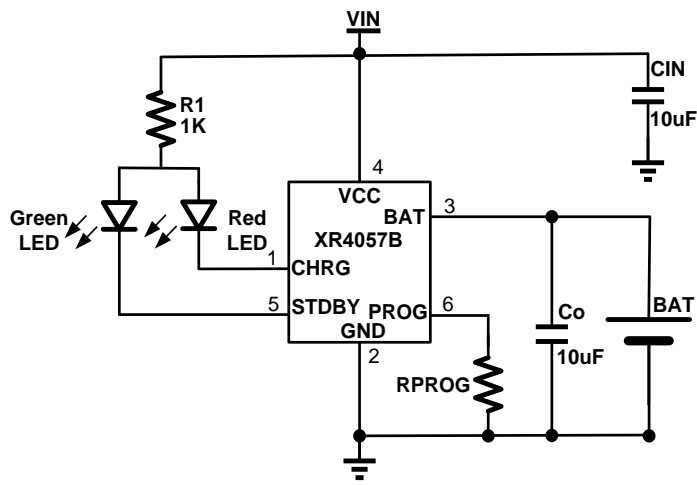 VIN
CIN
10uF
R1
1K
4
VCC
Green
LED
Red
LED
BAT
3
XR4057B
1
CHRG
5
STDBY
PROG
6
GND
2
RPROG
Co
10uF
BAT